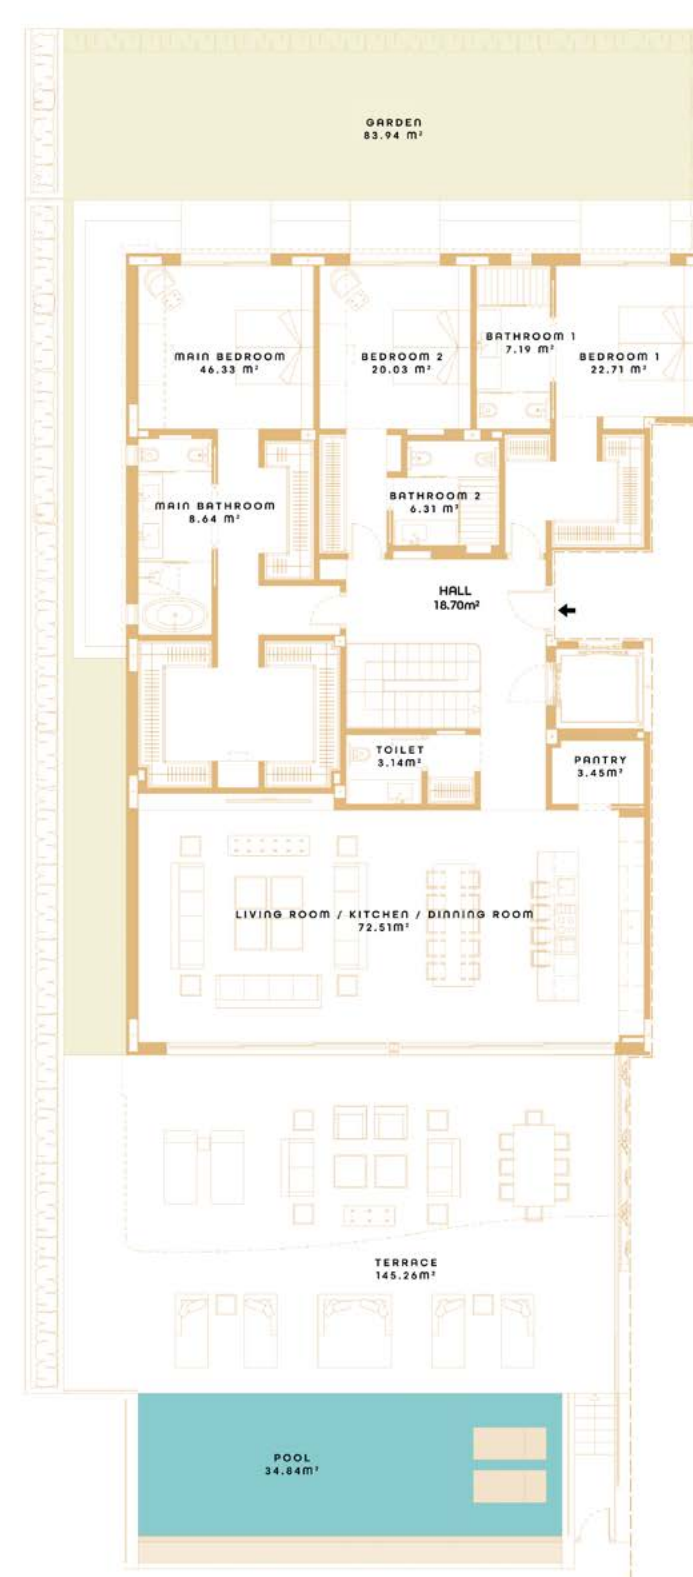 GARDEN
83.94 m²
BATHROOM 1
7.19 m²
MAIN BEDROOM
46.33 m²
BEDROOM 2
20.03 m²
BEDROOM 1
22.71 m²
MAIN BATHROOM
8.64 m²
BATHROOM 2
6.31 m²
HALL
18.70m²
TOILET
3.14m²
PANTRY
3.45m²
LIVING ROOM / KITCHEN / DINNING ROOM
72.51m²
TERRACE
145.26m²
POOL
34.84m²